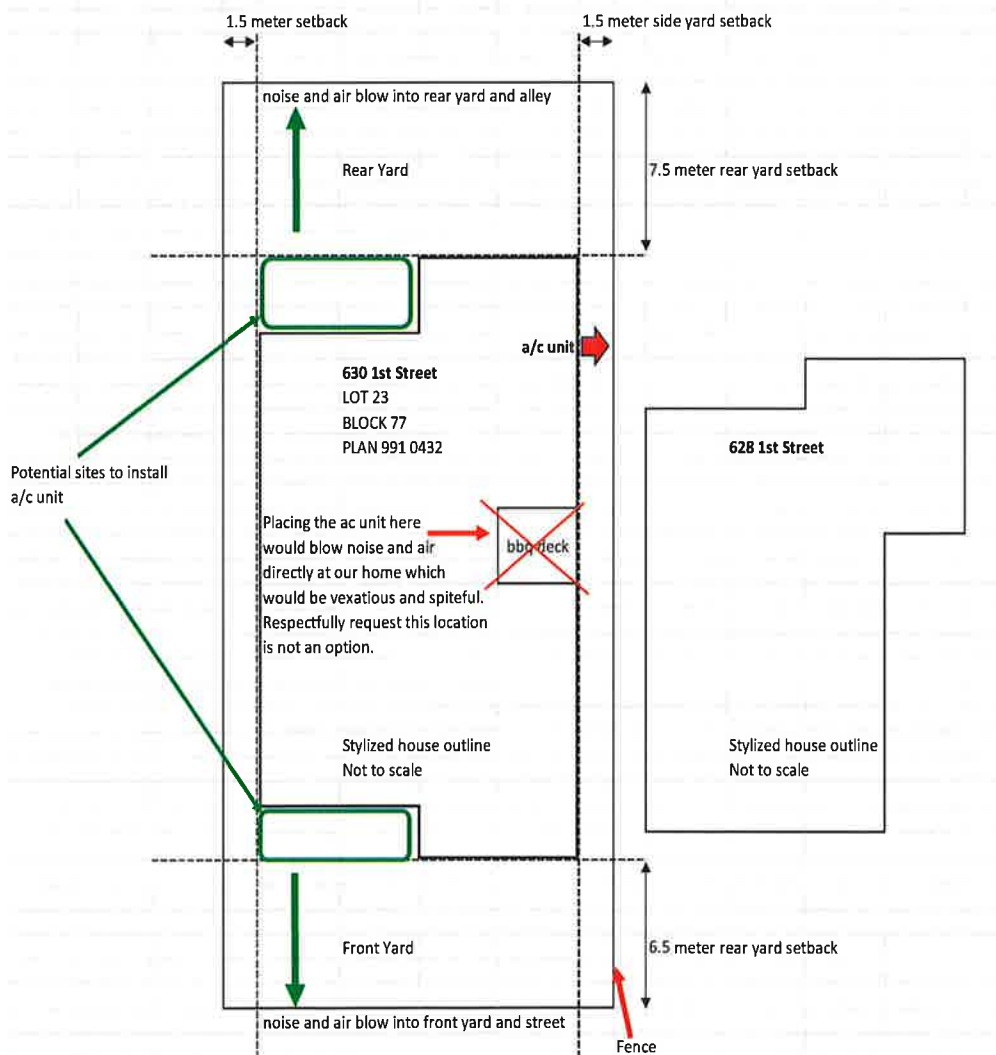 1.5 meter setback
1.5 meter side yard setback
noise and air blow into rear yard and alley
Rear Yard
7.5 meter rear yard setback
a/c unit
630 1st Street
LOT 23
BLOCK 77
PLAN 991 0432
628 1st Street
Potential sites to install
a/c unit
Placing the ac unit here
would blow noise and air
directly at our home which
would be vexatious and spiteful.
Respectfully request this location
is not an option.
bbq deck
Stylized house outline
Not to scale
Stylized house outline
Not to scale
Front Yard
6.5 meter rear yard setback
noise and air blow into front yard and street
Fence